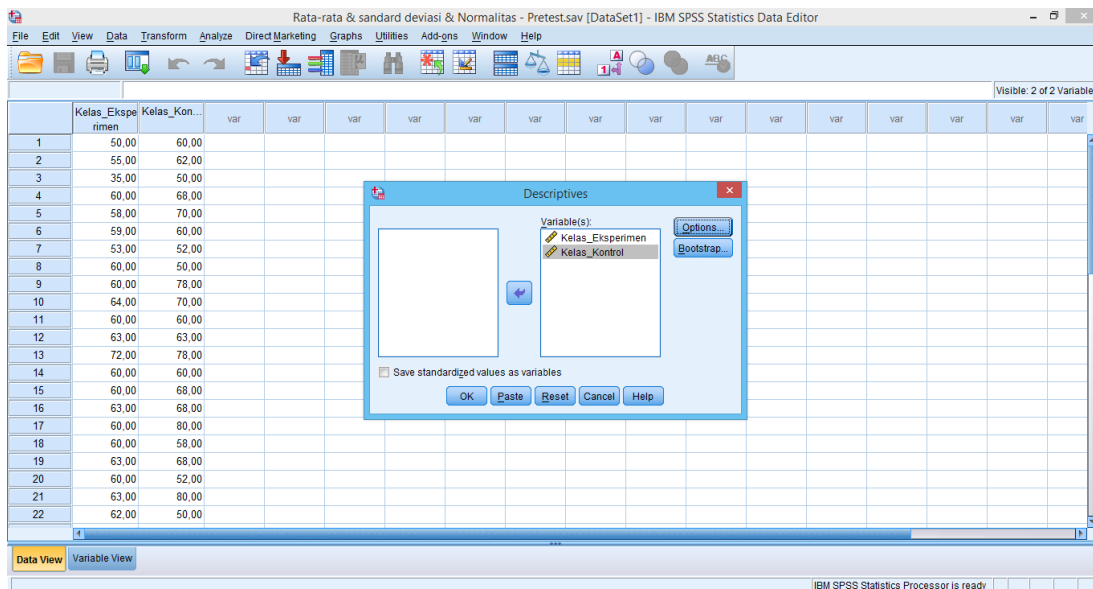 Rata-rata & sandard deviasi & Normalitas - Pretest.sav [DataSet1] - IBM SPSS Statistics Data Editor
File Edit View Data Transform Analyze Direct Marketing Graphs Utilities Add-ons Window Help
Visible: 2 of 2 Variable
Kelas_Ekspe
rimen
Kelas_Kon...
var var var var var var var var var var var var var var var
1 50,00 60,00
2 55,00 62,00
3 35,00 50,00
4 60,00 68,00
5 58,00 70,00
6 59,00 60,00
7 53,00 52,00
8 60,00 50,00
9 60,00 78,00
10 64,00 70,00
11 60,00 60,00
12 63,00 63,00
13 72,00 78,00
14 60,00 60,00
15 60,00 68,00
16 63,00 68,00
17 60,00 80,00
18 60,00 58,00
19 63,00 68,00
20 60,00 52,00
21 63,00 80,00
22 62,00 50,00
Descriptives
Variable(s):
Kelas_Eksperimen
Kelas_Kontrol
Options...
Bootstrap...
Save standardized values as variables
OK Paste Reset Cancel Help
Data View Variable View
IBM SPSS Statistics Processor is ready